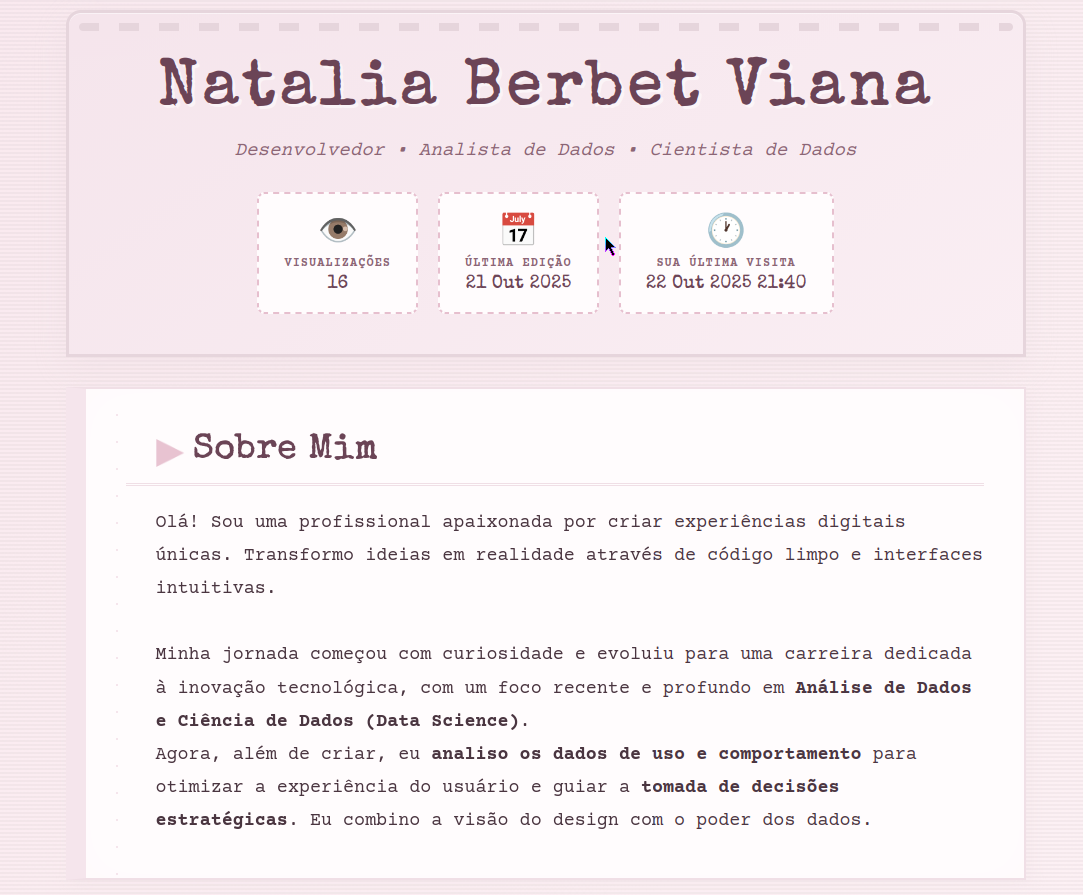 Natalia Berbet Viana
Desenvolvedor • Analista de Dados • Cientista de Dados
July
17
VISUALIZAÇÕES
16
ÚLTIMA EDIÇÃO
21 Out 2025
SUA ÚLTIMA VISITA
22 Out 2025 21:40
Sobre Mim
Olá! Sou uma profissional apaixonada por criar experiências digitais
únicas. Transformo ideias em realidade através de código limpo e interfaces
intuitivas.
Minha jornada começou com curiosidade e evoluiu para uma carreira dedicada
à inovação tecnológica, com um foco recente e profundo em Análise de Dados
e Ciência de Dados (Data Science).
Agora, além de criar, eu analiso os dados de uso e comportamento para
otimizar a experiência do usuário e guiar a tomada de decisões
estratégicas. Eu combino a visão do design com o poder dos dados.